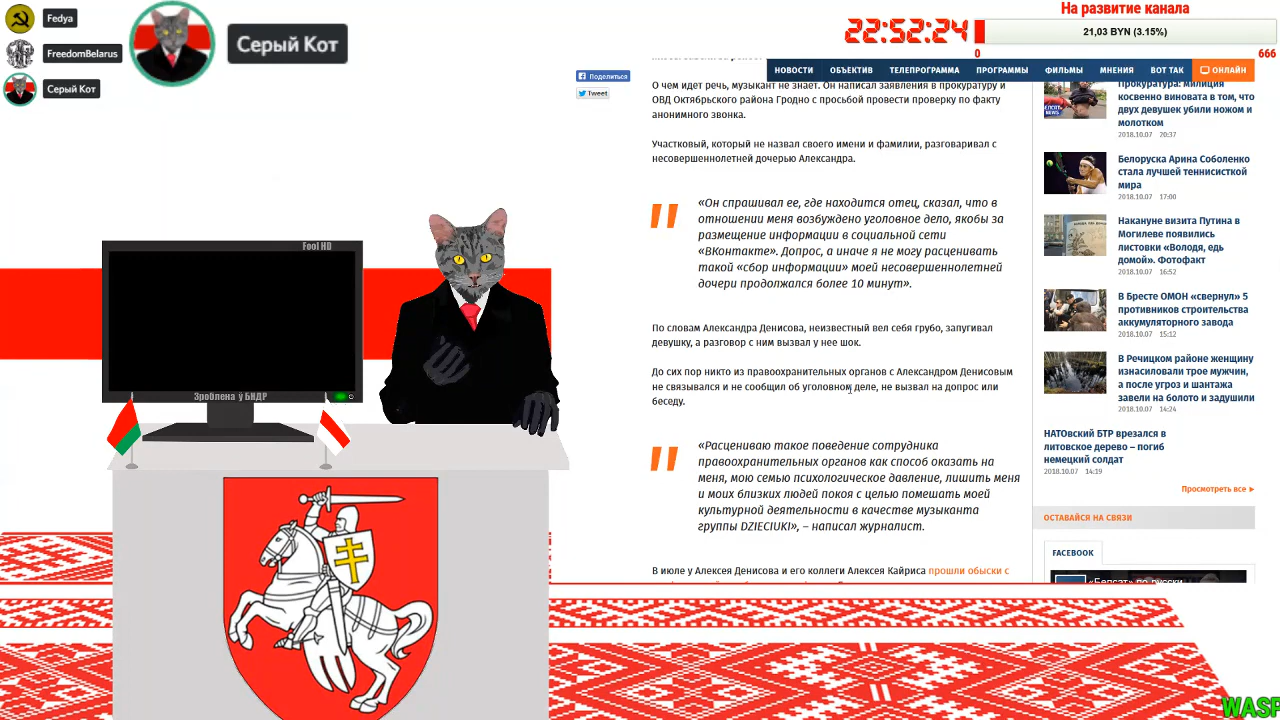 Fedya
FreedomBelarus
Серый Кот
Серый Кот
22:52:24
На развитие канала
21,03 BYN (3.15%)
0
666
Поделиться
Tweet
НОВОСТИ ОБЪЕКТИВ ТЕЛЕПРОГРАММА ПРОГРАММЫ ФИЛЬМЫ МНЕНИЯ ВОТ ТАК ОНЛАЙН
О чем идет речь, музыкант не знает. Он написал заявления в прокуратуру и
ОВД Октябрьского района Гродно с просьбой провести проверку по факту
анонимного звонка.
Участковый, который не назвал своего имени и фамилии, разговаривал с
несовершеннолетней дочерью Александра.
«Он спрашивал ее, где находится отец, сказал, что в
отношении меня возбуждено уголовное дело, якобы за
размещение информации в социальной сети
«ВКонтакте». Допрос, а иначе я не могу расценивать
такой «сбор информации» моей несовершеннолетней
дочери продолжался более 10 минут».
По словам Александра Денисова, неизвестный вел себя грубо, запугивал
девушку, а разговор с ним вызвал у нее шок.
До сих пор никто из правоохранительных органов с Александром Денисовым
не связывался и не сообщил об уголовном деле, не вызвал на допрос или
беседу.
«Расцениваю такое поведение сотрудника
правоохранительных органов как способ оказать на
меня, мою семью психологическое давление, лишить меня
и моих близких людей покоя с целью помешать моей
культурной деятельности в качестве музыканта
группы DZIECIUKI», – написал журналист.
В июле у Алексея Денисова и его коллеги Алексея Кайриса прошли обыски с
Прокуратура: Милиция
косвенно виновата в том, что
двух девушек убили ножом и
молотком
2018.10.07 20:37
Белоруска Арина Соболенко
стала лучшей теннисисткой
мира
2018.10.07 17:00
Накануне визита Путина в
Могилеве появились
листовки «Володя, едь
домой». Фотофакт
2018.10.07 16:52
В Бресте ОМОН «свернул» 5
противников строительства
аккумуляторного завода
2018.10.07 15:12
В Речицком районе женщину
изнасиловали трое мужчин,
а после угроз и шантажа
завели на болото и задушили
2018.10.07 14:24
НАТОвский БТР врезался в
литовское дерево – погиб
немецкий солдат
2018.10.07 14:19
Просмотреть все
ОСТАВАЙСЯ НА СВЯЗИ
FACEBOOK
«Белсат» по-русски
Fool HD
Зроблена ў БНДР